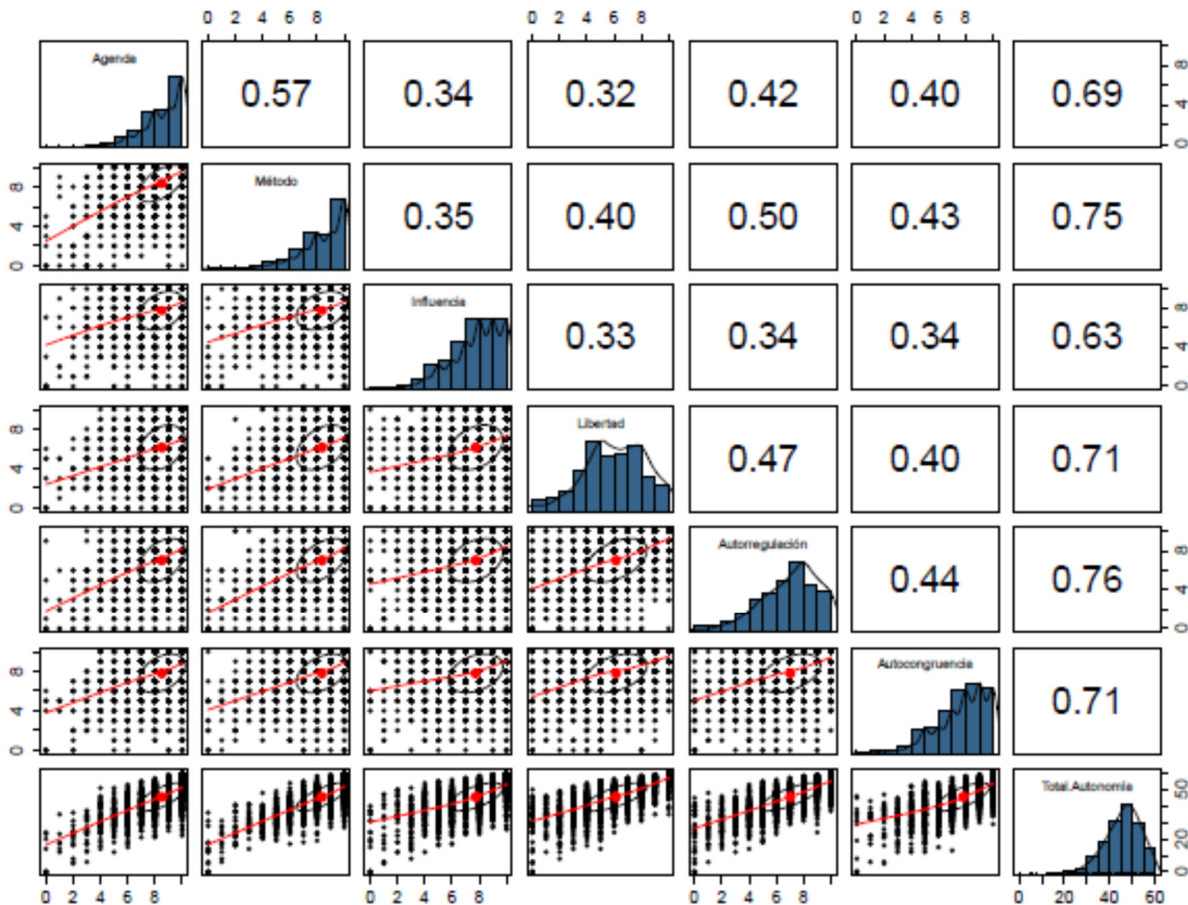 0 2 4 6 8 0 2 4 6 8 0 2 4 6 8
Agenda 0.57 0.34 0.32 0.42 0.40 0.69 0 4 8
0 4 8 Método 0.35 0.40 0.50 0.43 0.75
Influencia 0.33 0.34 0.34 0.63 0 4 8
0 4 8 Libertad 0.47 0.40 0.71
Autorregulación 0.44 0.76 0 4 8
0 4 8 Autocongruencia 0.71
Total.Autonomía 0 20 50
0 2 4 6 8 0 2 4 6 8 0 2 4 6 8 0 20 40 60